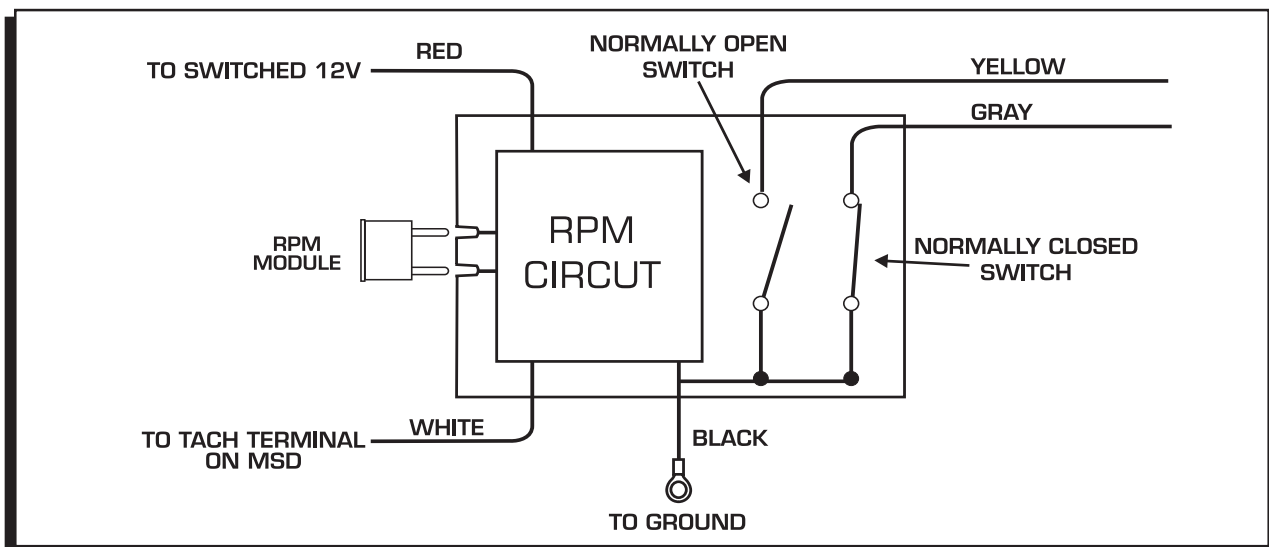 TO SWITCHED 12V
RED
NORMALLY OPEN
SWITCH
YELLOW
GRAY
RPM
MODULE
RPM
CIRCUT
NORMALLY CLOSED
SWITCH
TO TACH TERMINAL
ON MSD
WHITE
BLACK
TO GROUND